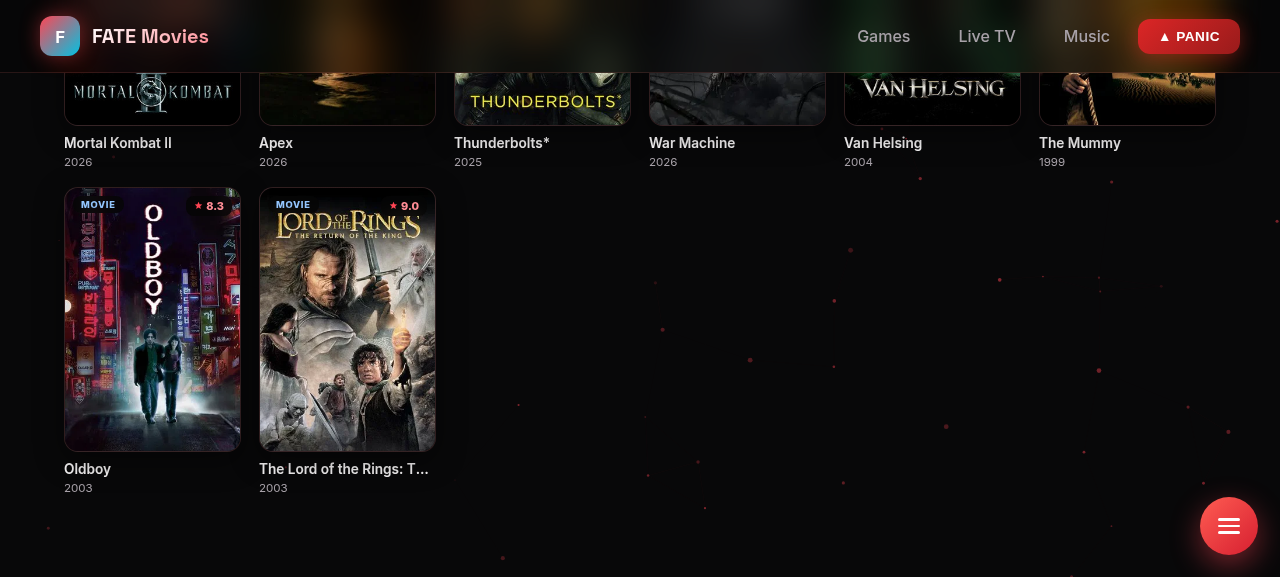 F FATE Movies Games Live TV Music ▲ PANIC
MORTAL KOMBAT
II
THUNDERBOLTS*
VAN HELSING
Mortal Kombat II
2026
Apex
2026
Thunderbolts*
2025
War Machine
2026
Van Helsing
2004
The Mummy
1999
MOVIE ★ 8.3
OLDBOY
Oldboy
2003
MOVIE ★ 9.0
THE LORD OF THE RINGS
THE RETURN OF THE KING
The Lord of the Rings: T...
2003